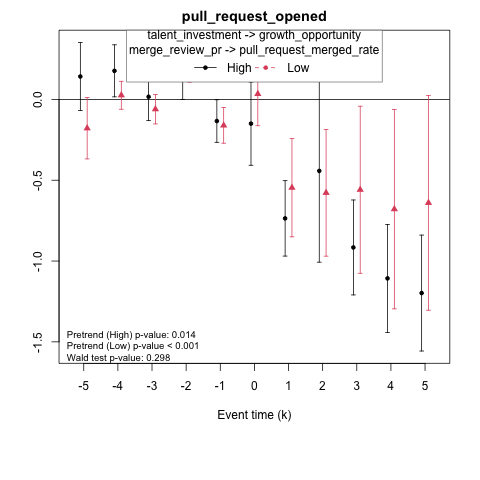 pull_request_opened
talent_investment -> growth_opportunity
merge_review_pr -> pull_request_merged_rate
High Low
0.0
-0.5
-1.0
-1.5
Pretrend (High) p-value: 0.014
Pretrend (Low) p-value < 0.001
Wald test p-value: 0.298
-5 -4 -3 -2 -1 0 1 2 3 4 5
Event time (k)